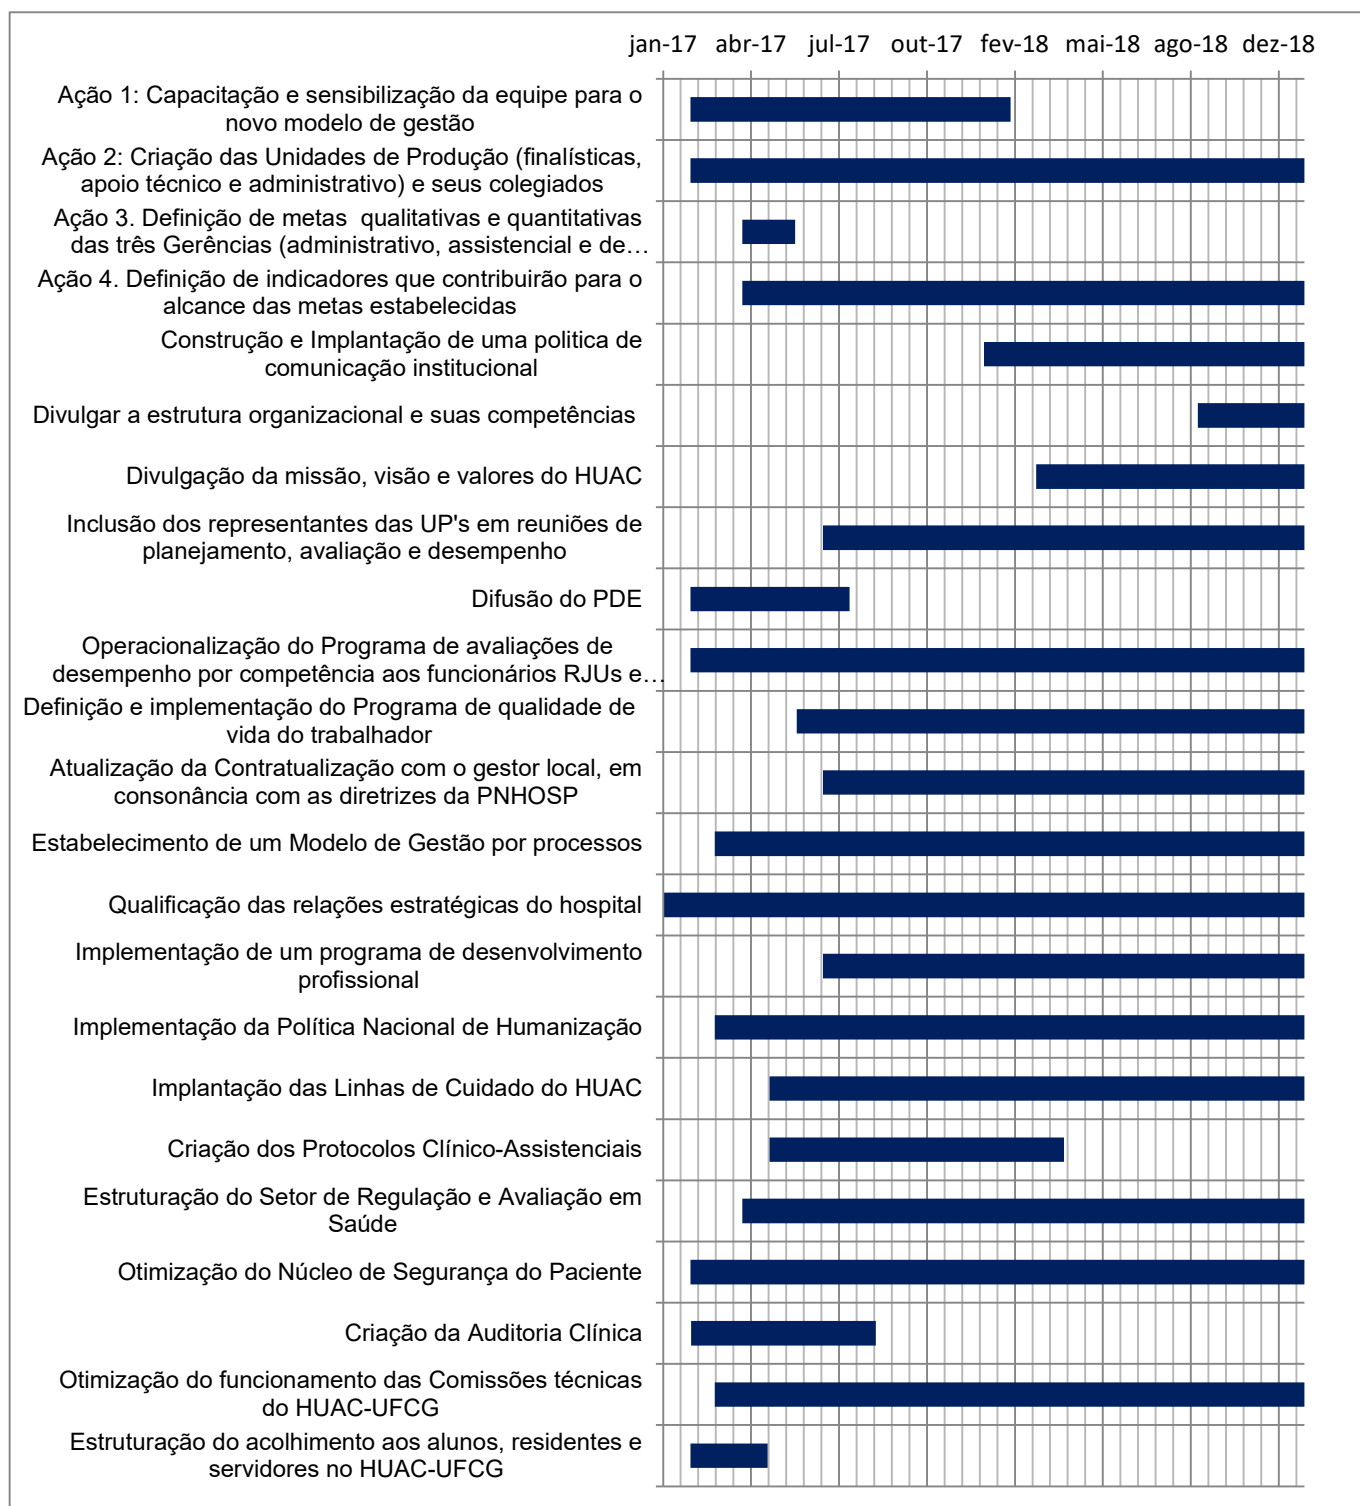 jan-17 abr-17 jul-17 out-17 fev-18 mai-18 ago-18 dez-18
Ação 1: Capacitação e sensibilização da equipe para o
novo modelo de gestão
Ação 2: Criação das Unidades de Produção (finalísticas,
apoio técnico e administrativo) e seus colegiados
Ação 3. Definição de metas qualitativas e quantitativas
das três Gerências (administrativo, assistencial e de…
Ação 4. Definição de indicadores que contribuirão para o
alcance das metas estabelecidas
Construção e Implantação de uma politica de
comunicação institucional
Divulgar a estrutura organizacional e suas competências
Divulgação da missão, visão e valores do HUAC
Inclusão dos representantes das UP's em reuniões de
planejamento, avaliação e desempenho
Difusão do PDE
Operacionalização do Programa de avaliações de
desempenho por competência aos funcionários RJUs e…
Definição e implementação do Programa de qualidade de
vida do trabalhador
Atualização da Contratualização com o gestor local, em
consonância com as diretrizes da PNHOSP
Estabelecimento de um Modelo de Gestão por processos
Qualificação das relações estratégicas do hospital
Implementação de um programa de desenvolvimento
profissional
Implementação da Política Nacional de Humanização
Implantação das Linhas de Cuidado do HUAC
Criação dos Protocolos Clínico-Assistenciais
Estruturação do Setor de Regulação e Avaliação em
Saúde
Otimização do Núcleo de Segurança do Paciente
Criação da Auditoria Clínica
Otimização do funcionamento das Comissões técnicas
do HUAC-UFCG
Estruturação do acolhimento aos alunos, residentes e
servidores no HUAC-UFCG